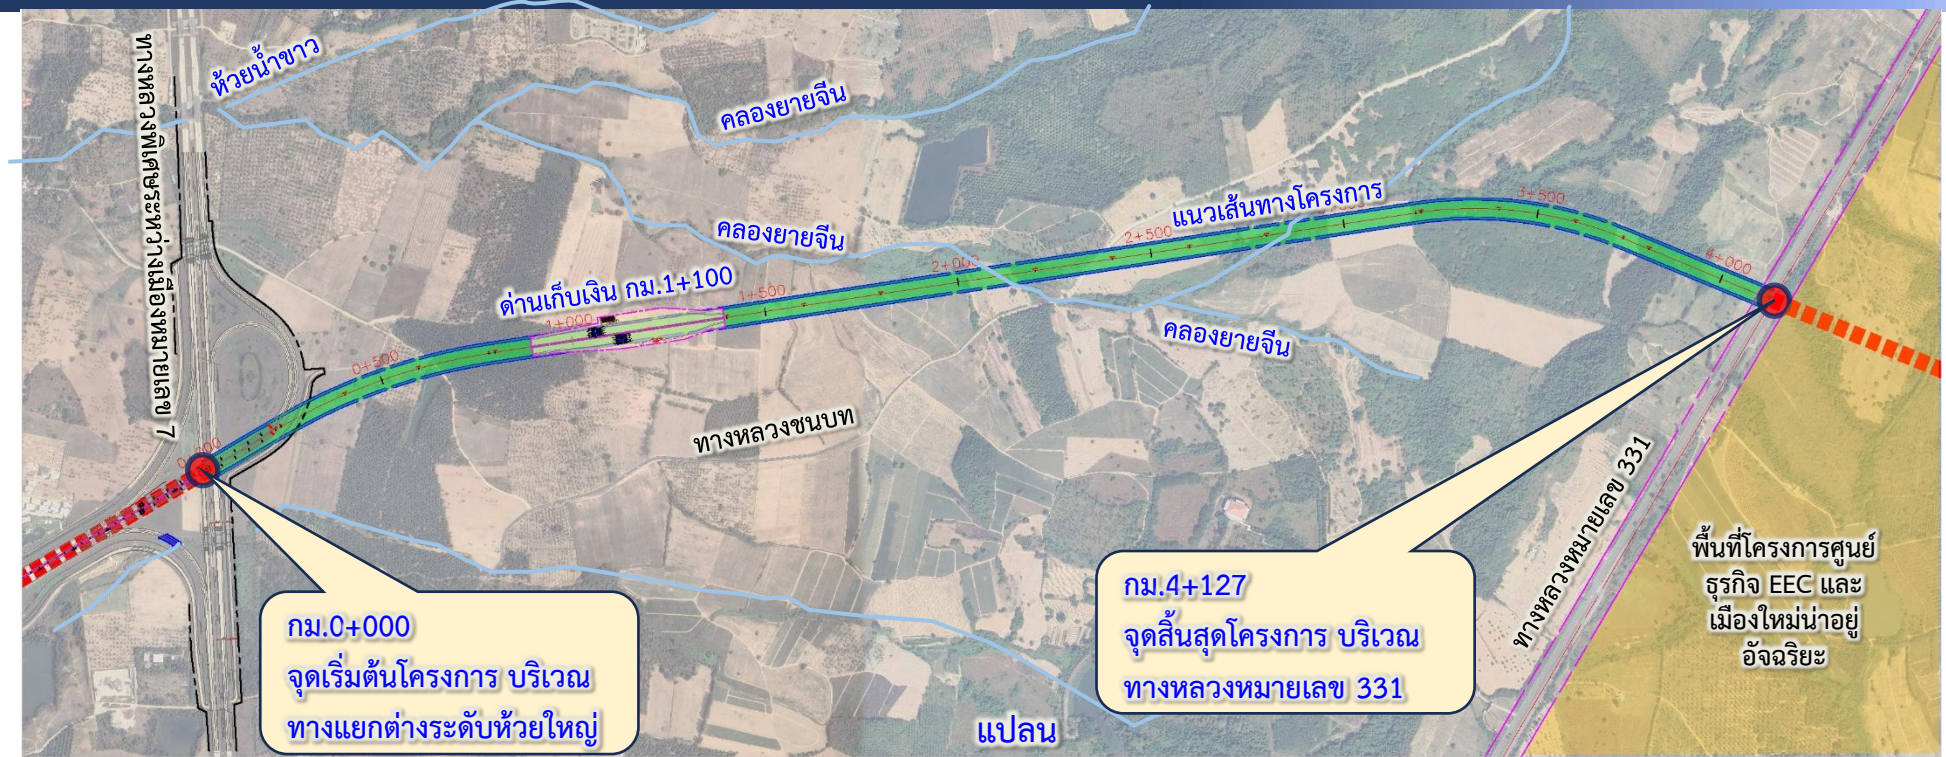 ห้วยน้ำขาว
ทางหลวงพิเศษระหว่างเมืองหมายเลข 7
คลองยายจีน
คลองยายจีน
แนวเส้นทางโครงการ
ด่านเก็บเงิน กม.1+100
คลองยายจีน
0+500
1+000
1+500
2+000
2+500
3+500
4+000
ทางหลวงชนบท
ทางหลวงหมายเลข 331
พื้นที่โครงการศูนย์
ธุรกิจ EEC และ
เมืองใหม่น่าอยู่
อัจฉริยะ
กม.0+000
จุดเริ่มต้นโครงการ บริเวณ
ทางแยกต่างระดับห้วยใหญ่
กม.4+127
จุดสิ้นสุดโครงการ บริเวณ
ทางหลวงหมายเลข 331
แปลน